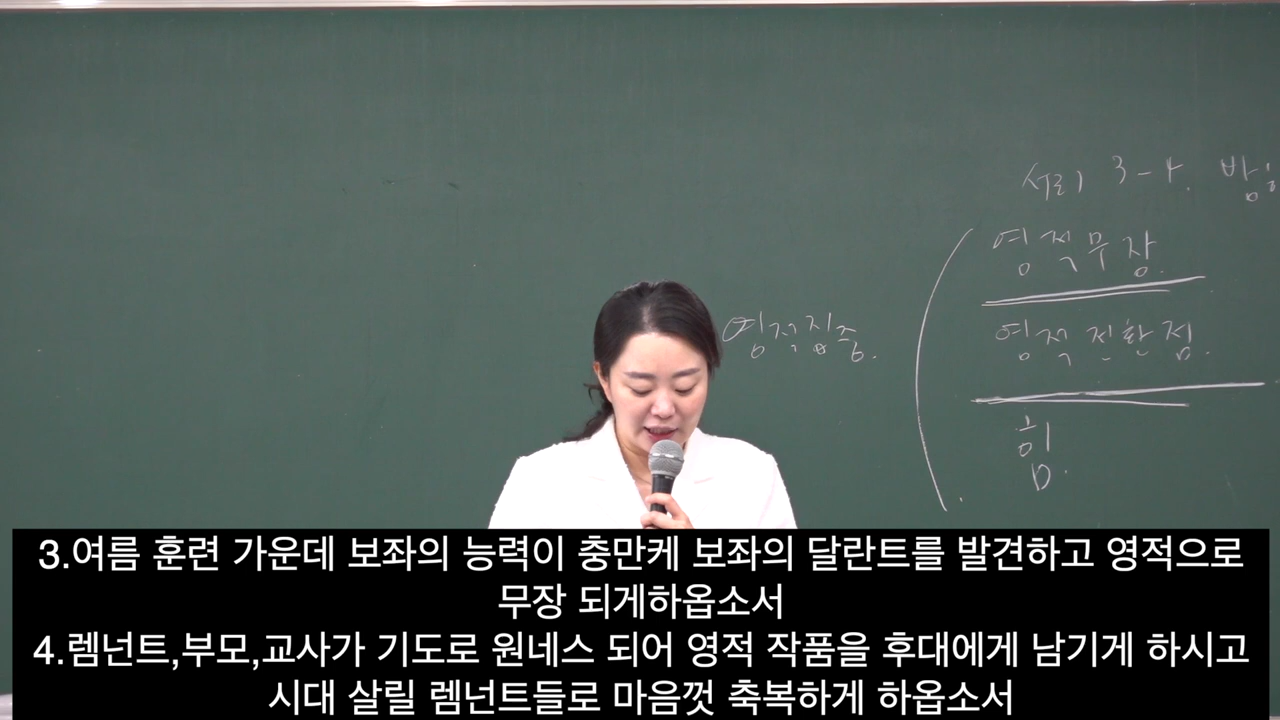 3-4.
영적무장.
영적전환점.
힘.
영적집중.
3.여름 훈련 가운데 보좌의 능력이 충만케 보좌의 달란트를 발견하고 영적으로
무장 되게하옵소서
4.렘넌트,부모,교사가 기도로 원네스 되어 영적 작품을 후대에게 남기게 하시고
시대 살릴 렘넌트들로 마음껏 축복하게 하옵소서